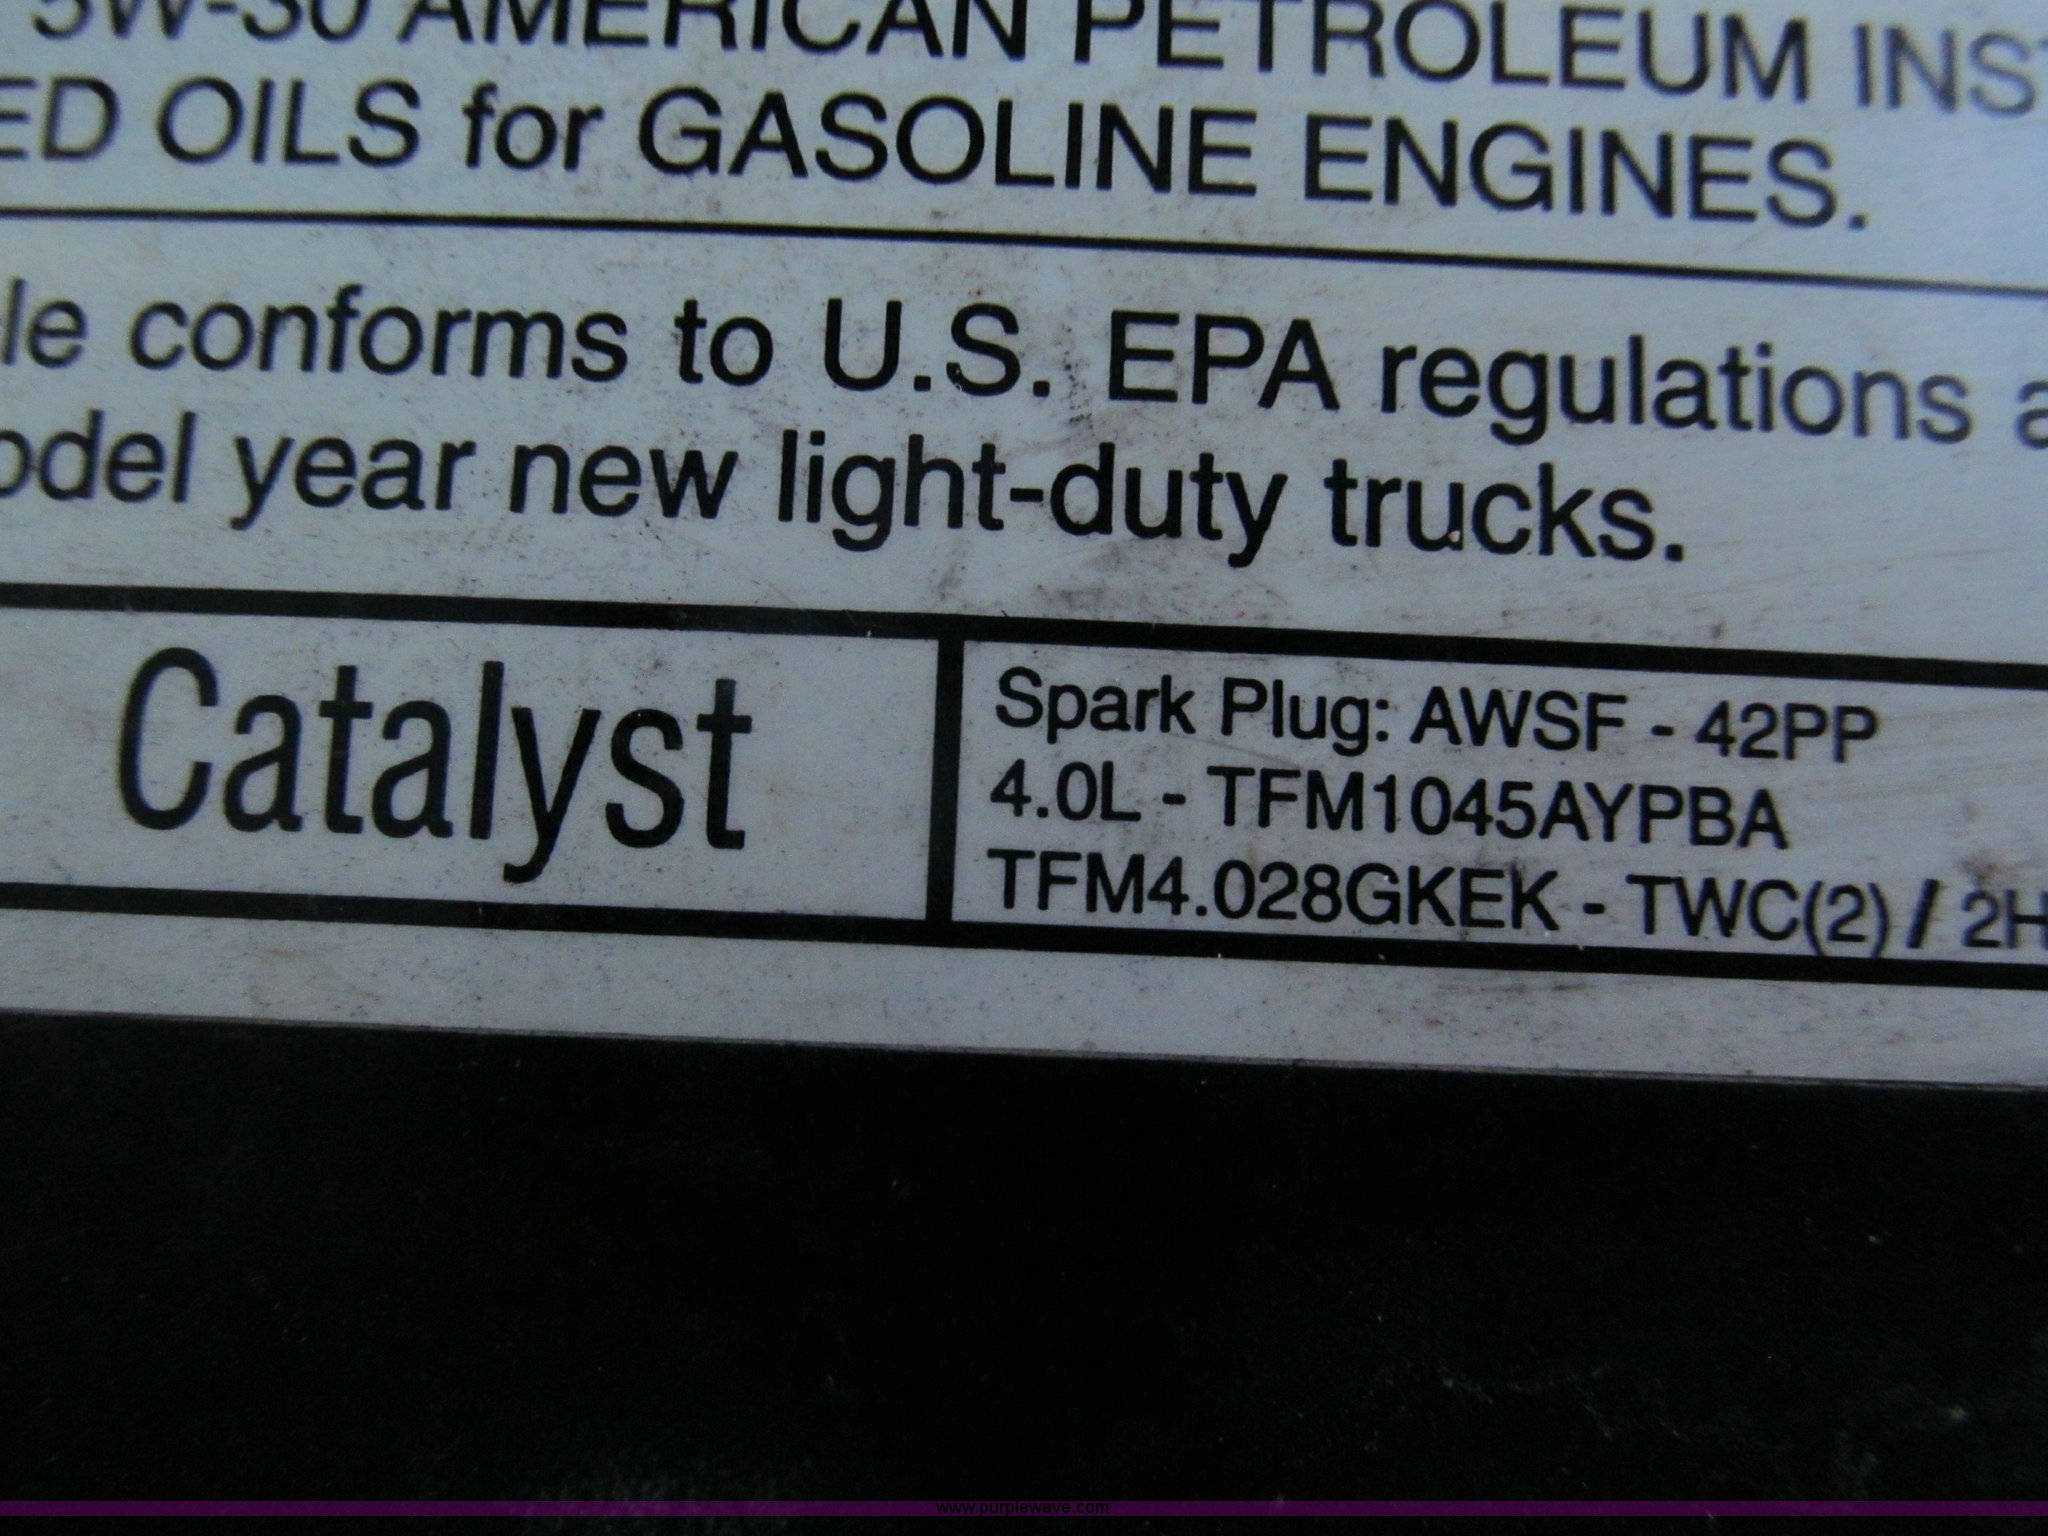 5W-30 AMERICAN PETROLEUM INST
ED OILS for GASOLINE ENGINES.
le conforms to U.S. EPA regulations a
odel year new light-duty trucks.
Catalyst
Spark Plug: AWSF - 42PP
4.0L - TFM1045AYPBA
TFM4.028GKEK - TWC(2) / 2H
www.purplewave.com